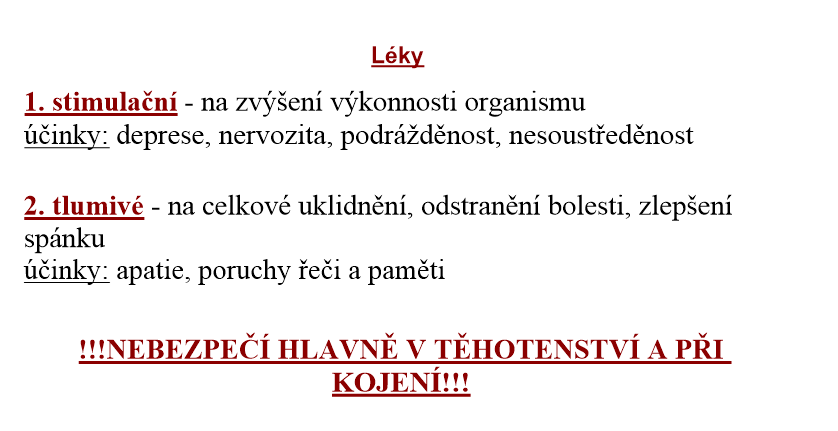 Léky
1. stimulační - na zvýšení výkonnosti organismu
účinky: deprese, nervozita, podrážděnost, nesoustředěnost
2. tlumivé - na celkové uklidnění, odstranění bolesti, zlepšení
spánku
účinky: apatie, poruchy řeči a paměti
!!!NEBEZPEČÍ HLAVNĚ V TĚHOTENSTVÍ A PŘI
KOJENÍ!!!